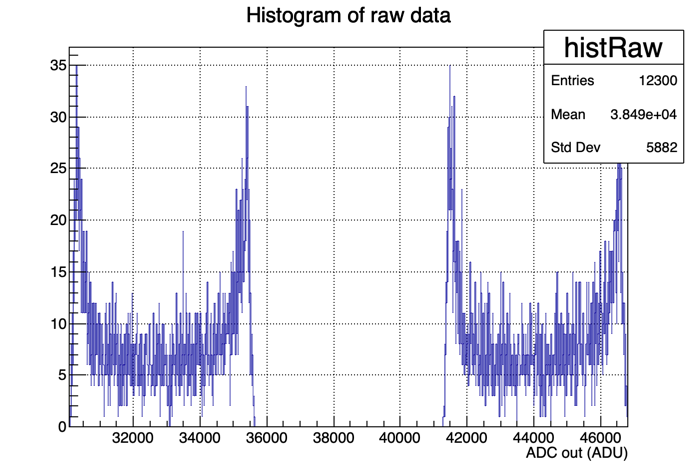 Histogram of raw data
histRaw
Entries 12300
Mean 3.849e+04
Std Dev 5882
35
30
25
20
15
10
5
0
32000 34000 36000 38000 40000 42000 44000 46000
ADC out (ADU)